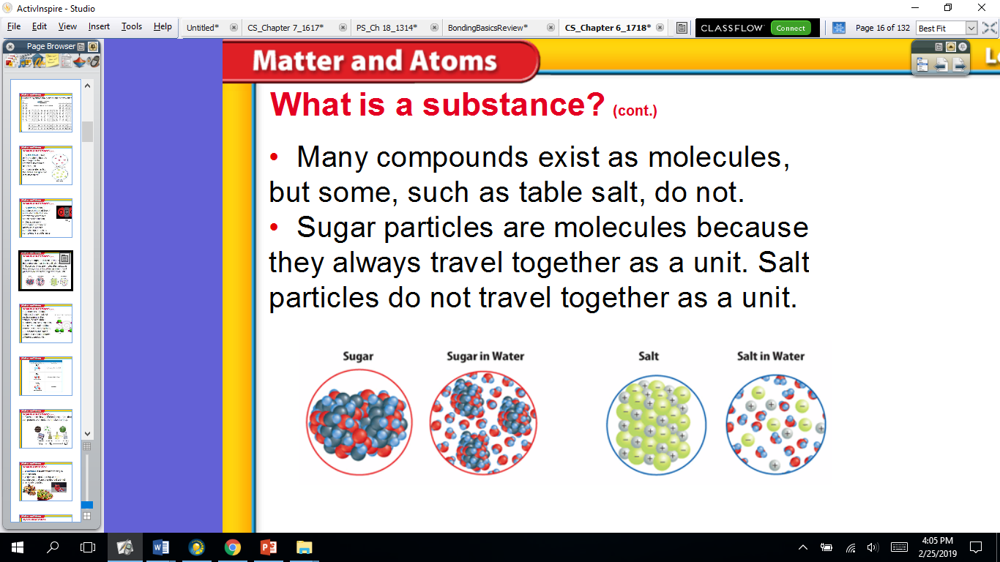 ActivInspire - Studio
File Edit View Insert Tools Help
Untitled* CS_Chapter 7_1617* PS_Ch 18_1314* BondingBasicsReview* CS_Chapter 6_1718*
CLASSFLOW Connect
Page 16 of 132 Best Fit
Page Browser
Matter and Atoms
What is a substance? (cont.)
• Many compounds exist as molecules,
but some, such as table salt, do not.
• Sugar particles are molecules because
they always travel together as a unit. Salt
particles do not travel together as a unit.
Sugar Sugar in Water Salt Salt in Water
4:05 PM
2/25/2019